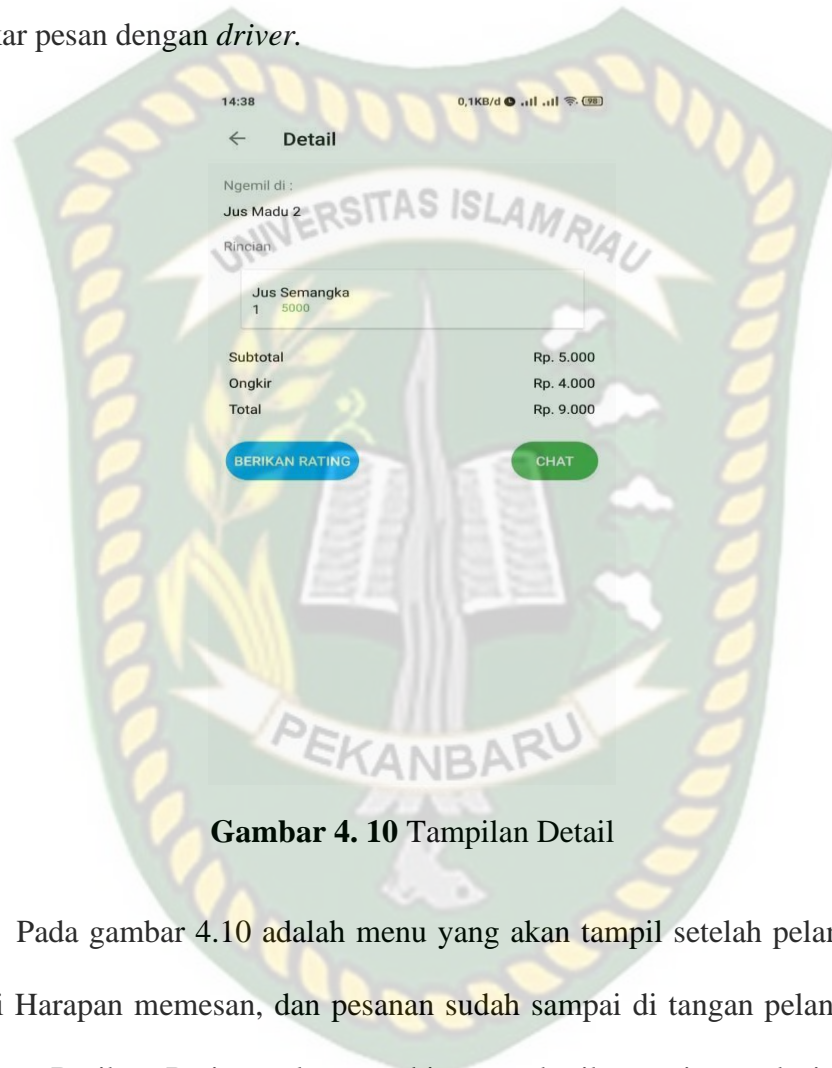 ar pesan dengan driver.
14:38 0,1KB/d 98
Detail
Ngemil di :
Jus Madu 2
UNIVERSITAS ISLAM RIAU
Rincian
Jus Semangka
1 5000
Subtotal Rp. 5.000
Ongkir Rp. 4.000
Total Rp. 9.000
BERIKAN RATING CHAT
PEKANBARU
Gambar 4. 10 Tampilan Detail
Pada gambar 4.10 adalah menu yang akan tampil setelah pelan
i Harapan memesan, dan pesanan sudah sampai di tangan pelan